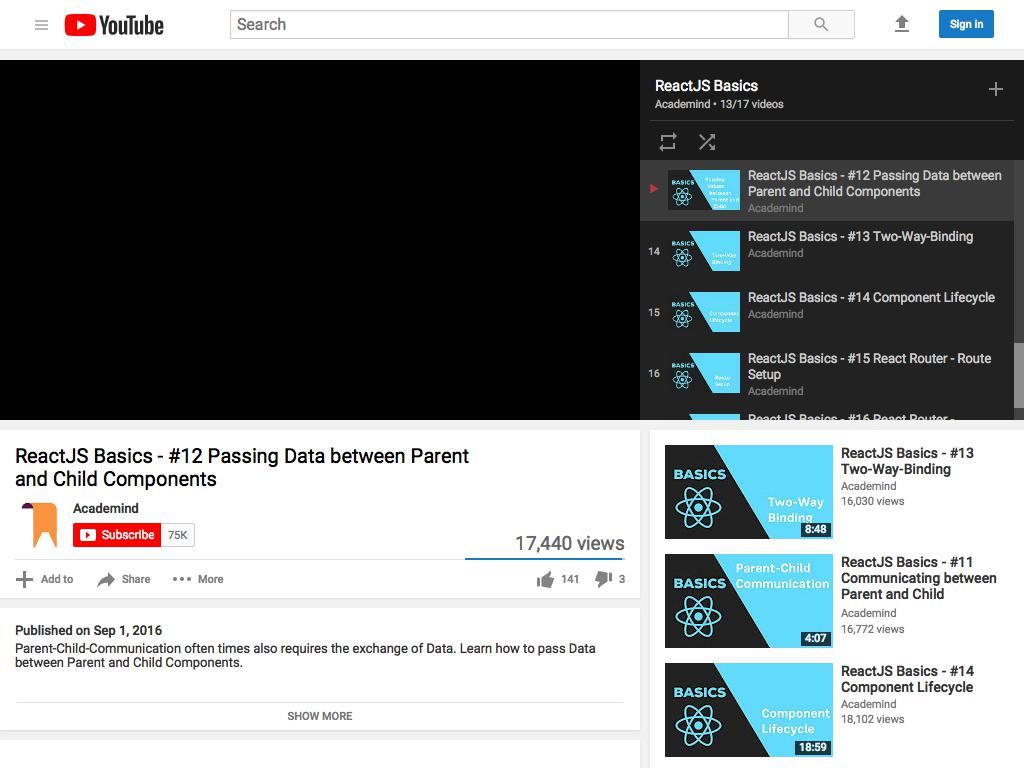 YouTube
Search
Sign in
ReactJS Basics
Academind • 13/17 videos
BASICS
Passing
Values
between
Parent and
Child
ReactJS Basics - #12 Passing Data between
Parent and Child Components
Academind
14
BASICS
Two-Way
Binding
ReactJS Basics - #13 Two-Way-Binding
Academind
15
BASICS
Component
Lifecycle
ReactJS Basics - #14 Component Lifecycle
Academind
16
BASICS
Route
Setup
ReactJS Basics - #15 React Router - Route
Setup
Academind
ReactJS Basics - #16 React Router -
ReactJS Basics - #12 Passing Data between Parent
and Child Components
Academind
Subscribe 75K
17,440 views
Add to Share More
141 3
Published on Sep 1, 2016
Parent-Child-Communication often times also requires the exchange of Data. Learn how to pass Data
between Parent and Child Components.
SHOW MORE
BASICS
Two-Way
Binding
8:48
ReactJS Basics - #13
Two-Way-Binding
Academind
16,030 views
Parent-Child
Communication
BASICS
4:07
ReactJS Basics - #11
Communicating between
Parent and Child
Academind
16,772 views
BASICS
Component
Lifecycle
18:59
ReactJS Basics - #14
Component Lifecycle
Academind
18,102 views